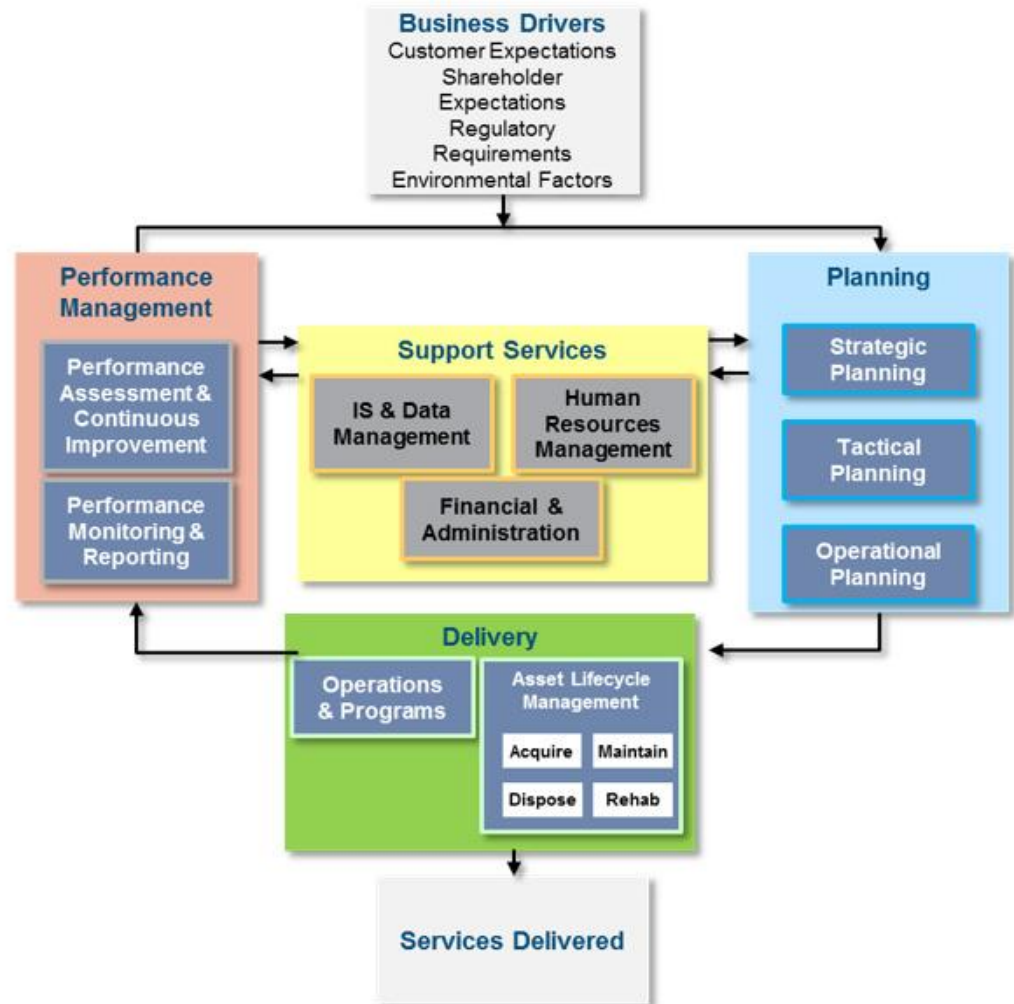 Business Drivers
Customer Expectations
Shareholder
Expectations
Regulatory
Requirements
Environmental Factors
Performance
Management
Performance
Assessment &
Continuous
Improvement
Performance
Monitoring &
Reporting
Support Services
IS & Data
Management
Human
Resources
Management
Financial &
Administration
Planning
Strategic
Planning
Tactical
Planning
Operational
Planning
Delivery
Operations
& Programs
Asset Lifecycle
Management
Acquire
Maintain
Dispose
Rehab
Services Delivered